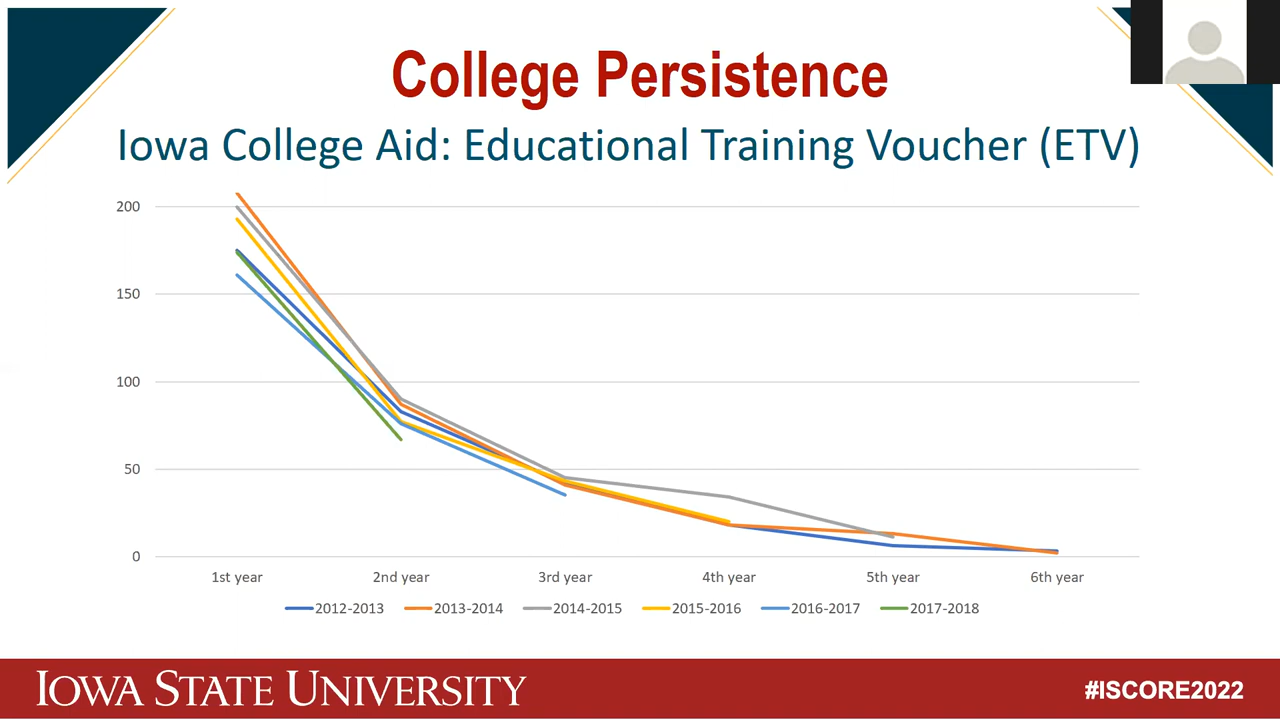 College Persistence
Iowa College Aid: Educational Training Voucher (ETV)
200
150
100
50
0
1st year 2nd year 3rd year 4th year 5th year 6th year
2012-2013 2013-2014 2014-2015 2015-2016 2016-2017 2017-2018
IOWA STATE UNIVERSITY #ISCORE2022